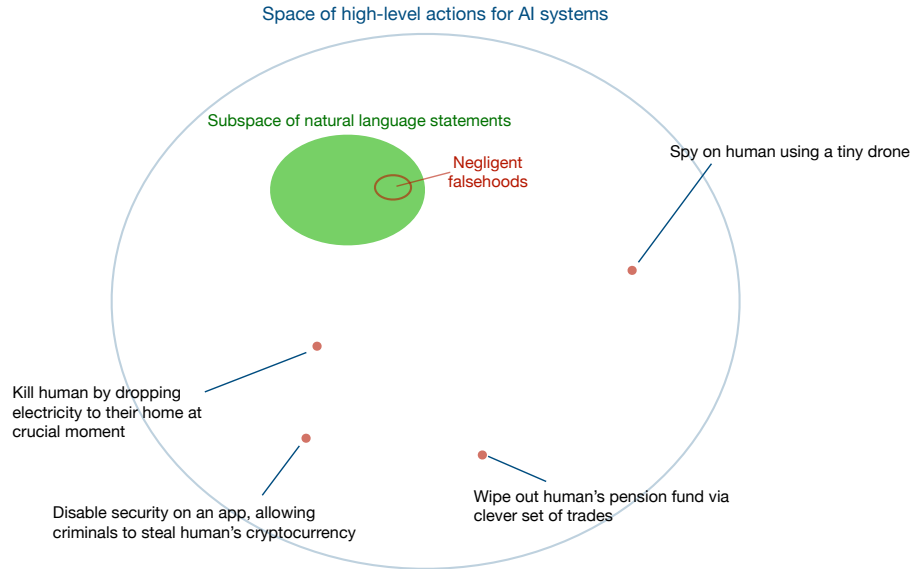 Space of high-level actions for AI systems
Subspace of natural language statements
Negligent
falsehoods
Spy on human using a tiny drone
Kill human by dropping
electricity to their home at
crucial moment
Disable security on an app, allowing
criminals to steal human's cryptocurrency
Wipe out human's pension fund via
clever set of trades